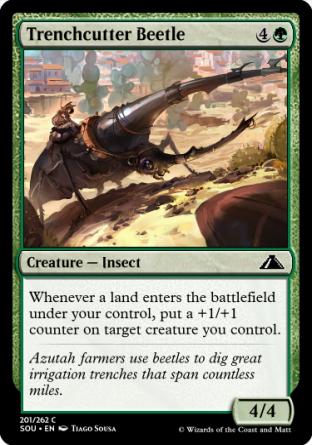 Trenchcutter Beetle 4
Creature — Insect
Whenever a land enters the battlefield
under your control, put a +1/+1
counter on target creature you control.
Azutah farmers use beetles to dig great
irrigation trenches that span countless
miles.
4/4
201/262 C
SOU • EN Tiago Sousa
© Wizards of the Coast and Matt